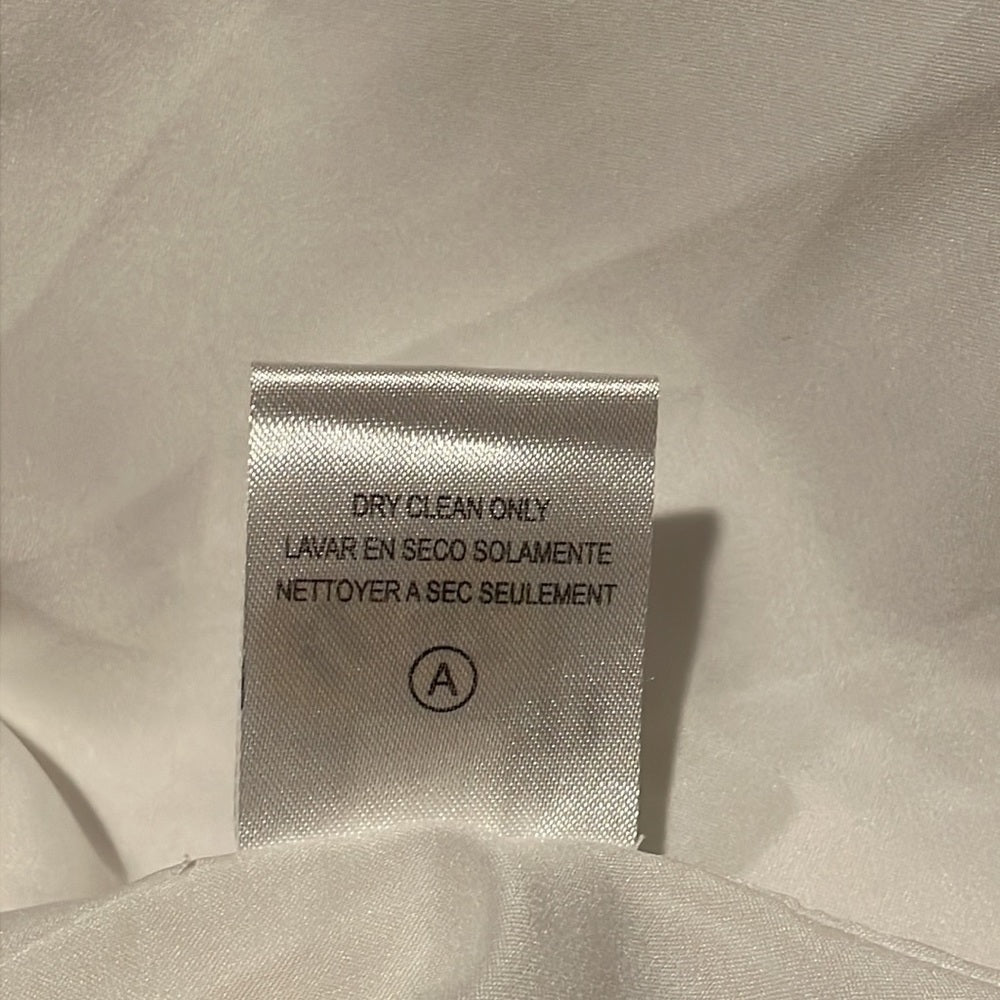 DRY CLEAN ONLY
LAVAR EN SECO SOLAMENTE
NETTOYER A SEC SEULEMENT
A